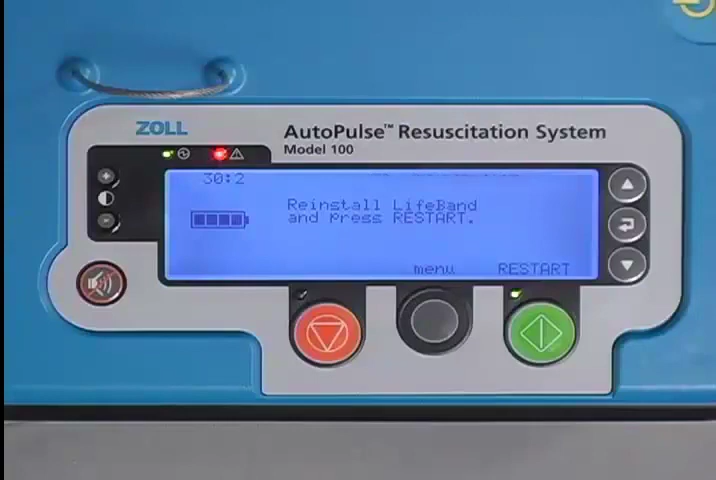 ZOLL
AutoPulse™ Resuscitation System
Model 100
30:2
Reinstall LifeBand
and press RESTART.
menu RESTART